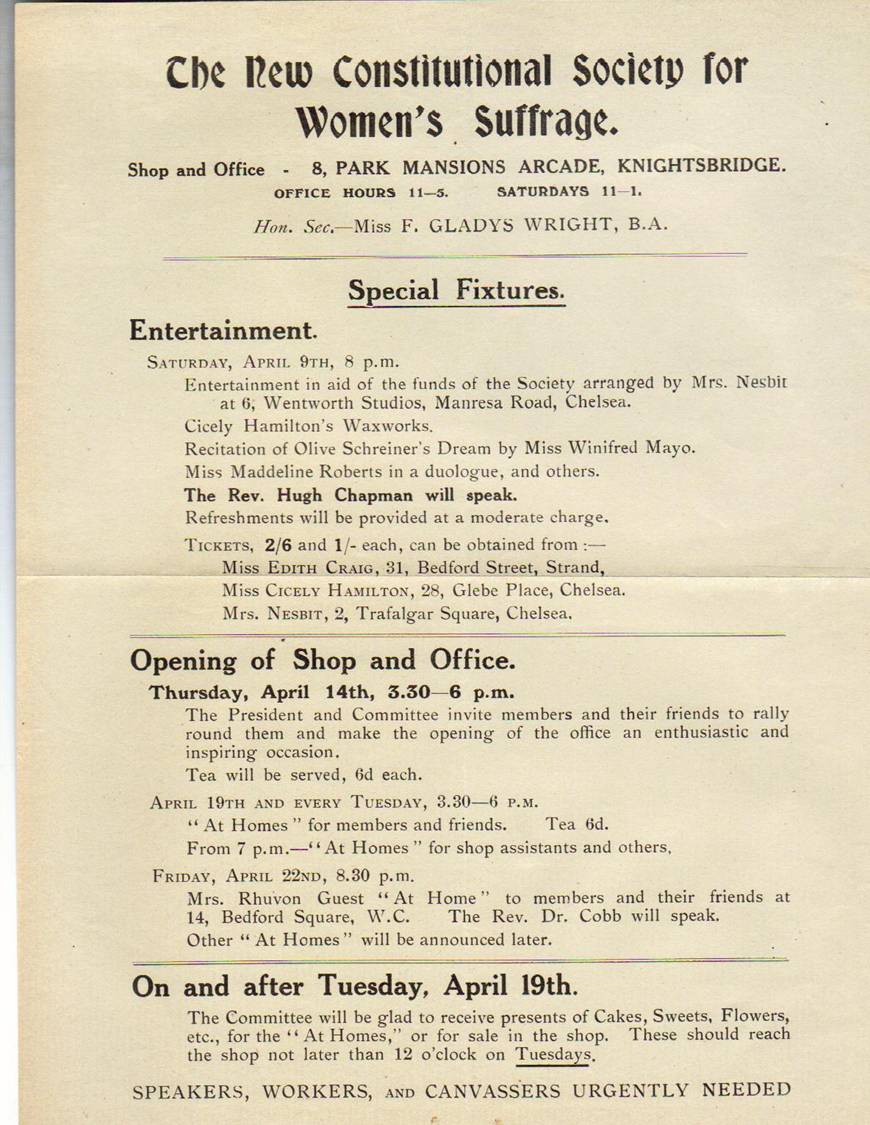 The New Constitutional Society for
Women's Suffrage.
Shop and Office - 8, PARK MANSIONS ARCADE, KNIGHTSBRIDGE.
OFFICE HOURS 11—5. SATURDAYS 11—1.
Hon. Sec.—Miss F. GLADYS WRIGHT, B.A.
Special Fixtures.
Entertainment.
SATURDAY, APRIL 9TH, 8 p.m.
Entertainment in aid of the funds of the Society arranged by Mrs. Nesbit
at 6, Wentworth Studios, Manresa Road, Chelsea.
Cicely Hamilton's Waxworks.
Recitation of Olive Schreiner's Dream by Miss Winifred Mayo.
Miss Maddeline Roberts in a duologue, and others.
The Rev. Hugh Chapman will speak.
Refreshments will be provided at a moderate charge.
TICKETS, 2/6 and 1/- each, can be obtained from :—
Miss EDITH CRAIG, 31, Bedford Street, Strand,
Miss CICELY HAMILTON, 28, Glebe Place, Chelsea.
Mrs. NESBIT, 2, Trafalgar Square, Chelsea.
Opening of Shop and Office.
Thursday, April 14th, 3.30—6 p.m.
The President and Committee invite members and their friends to rally
round them and make the opening of the office an enthusiastic and
inspiring occasion.
Tea will be served, 6d each.
APRIL 19TH AND EVERY TUESDAY, 3.30—6 P.M.
"At Homes" for members and friends. Tea 6d.
From 7 p.m.—"At Homes" for shop assistants and others,
FRIDAY, APRIL 22ND, 8.30 p.m.
Mrs. Rhuvon Guest "At Home" to members and their friends at
14, Bedford Square, W.C. The Rev. Dr. Cobb will speak.
Other "At Homes" will be announced later.
On and after Tuesday, April 19th.
The Committee will be glad to receive presents of Cakes, Sweets, Flowers,
etc., for the "At Homes," or for sale in the shop. These should reach
the shop not later than 12 o'clock on Tuesdays.
SPEAKERS, WORKERS, AND CANVASSERS URGENTLY NEEDED